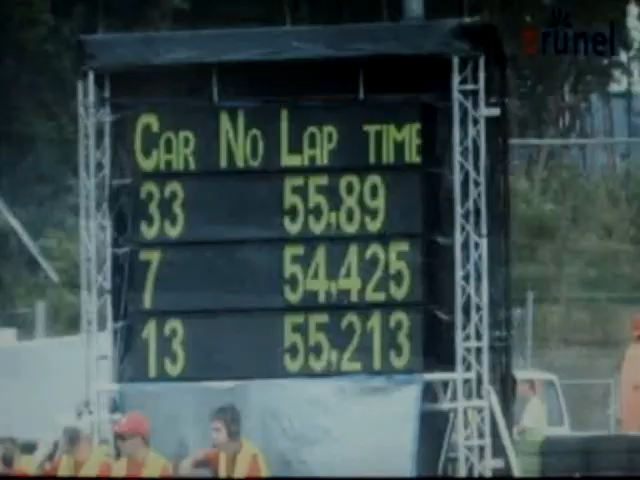 Brunel
CAR NO LAP TIME
33 55,89
7 54,425
13 55,213